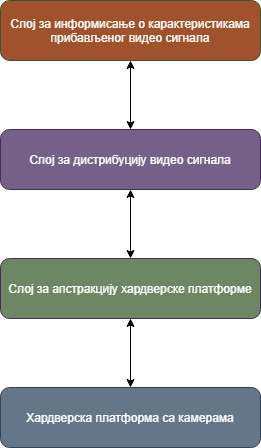 Слој за информисање о карактеристикама
прибављеног видео сигнала
Слој за дистрибуцију видео сигнала
Слој за апстракцију хардверске платформе
Хардверска платформа са камерама